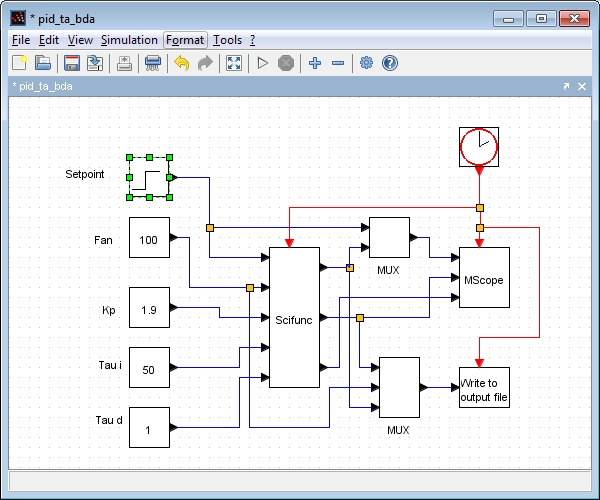 * pid_ta_bda
File Edit View Simulation Format Tools ?
* pid_ta_bda
Setpoint
Fan
100
MUX
MScope
Kp
1.9
Scifunc
Tau i
50
Write to
output file
Tau d
1
MUX